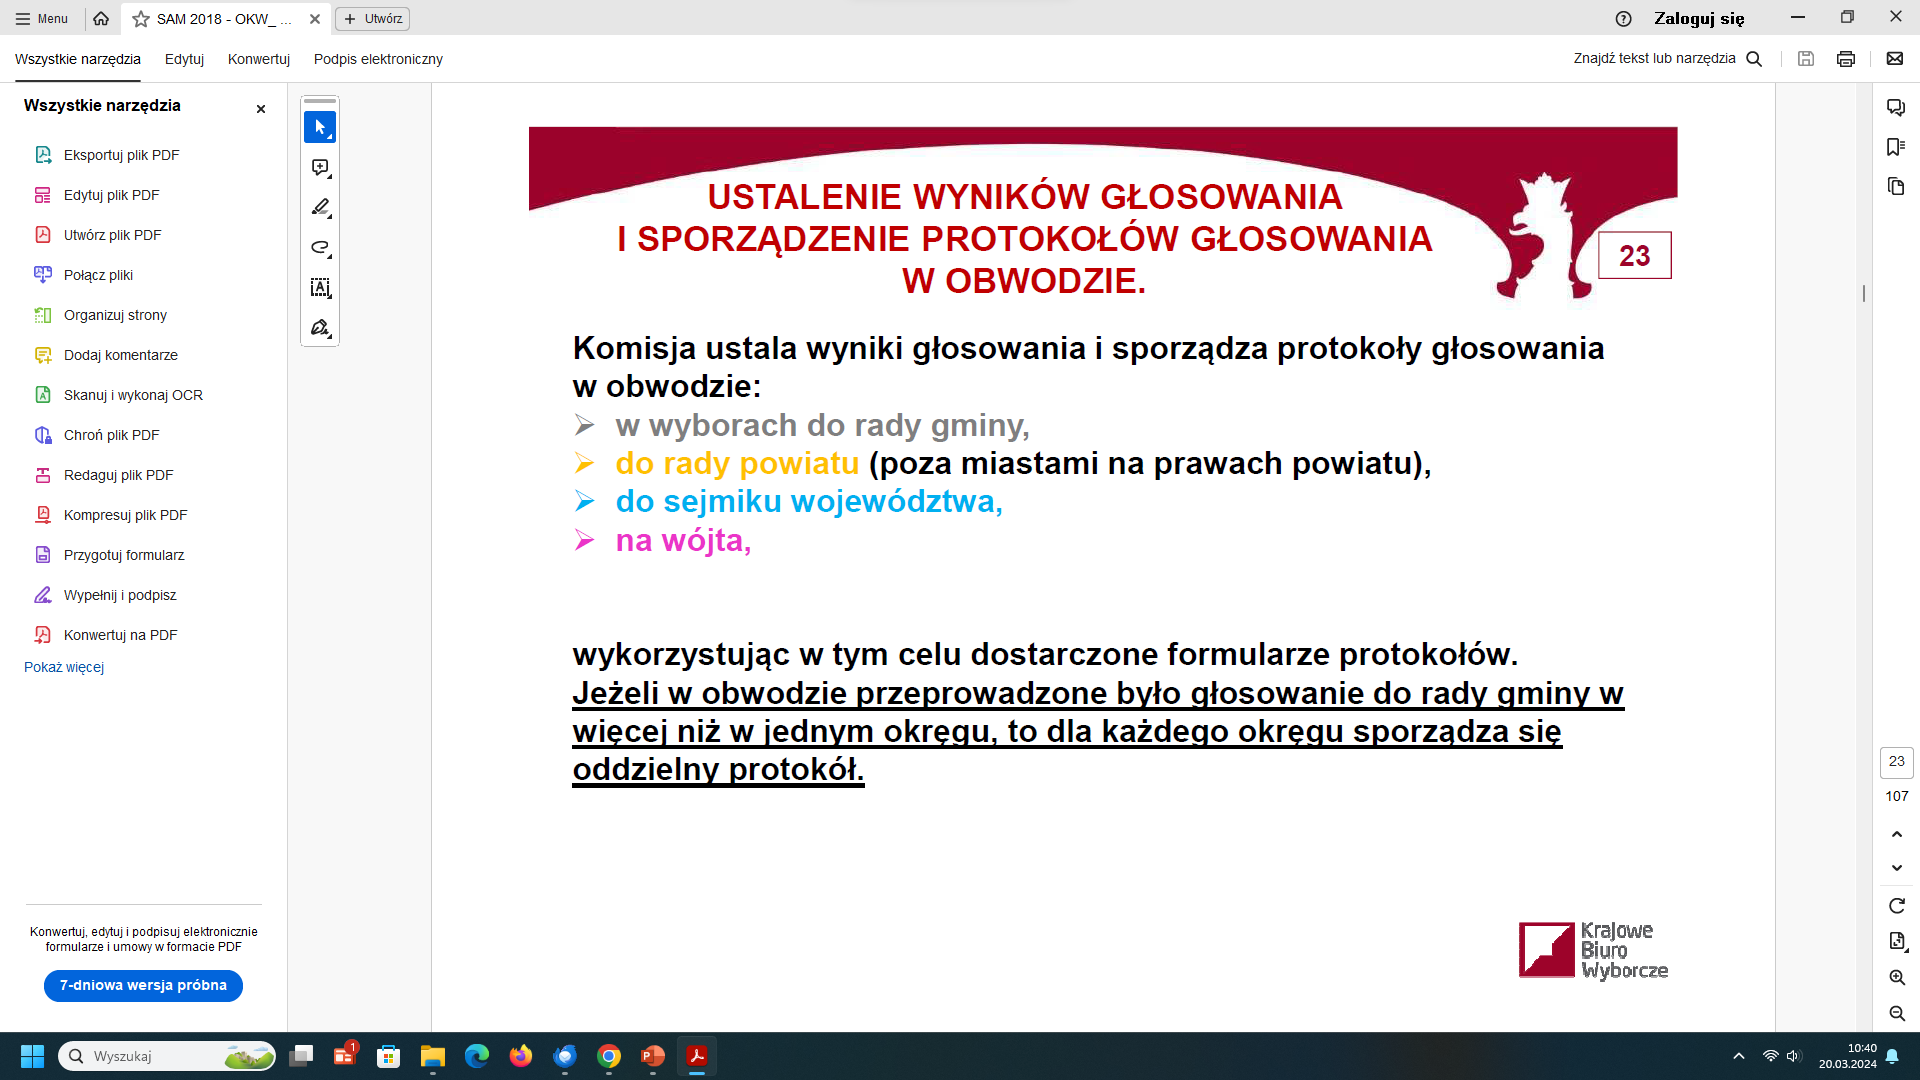 Menu
SAM 2018 - OKW_ ...
Utwórz
Zaloguj się
Wszystkie narzędzia
Edytuj
Konwertuj
Podpis elektroniczny
Znajdź tekst lub narzędzia
Wszystkie narzędzia
Eksportuj plik PDF
Edytuj plik PDF
Utwórz plik PDF
Połącz pliki
Organizuj strony
Dodaj komentarze
Skanuj i wykonaj OCR
Chroń plik PDF
Redaguj plik PDF
Kompresuj plik PDF
Przygotuj formularz
Wypełnij i podpisz
Konwertuj na PDF
Pokaż więcej
Konwertuj, edytuj i podpisuj elektronicznie
formularze i umowy w formacie PDF
7-dniowa wersja próbna
USTALENIE WYNIKÓW GŁOSOWANIA
I SPORZĄDZENIE PROTOKOŁÓW GŁOSOWANIA
W OBWODZIE.
23
Komisja ustala wyniki głosowania i sporządza protokoły głosowania
w obwodzie:
w wyborach do rady gminy,
do rady powiatu (poza miastami na prawach powiatu),
do sejmiku województwa,
na wójta,
wykorzystując w tym celu dostarczone formularze protokołów.
Jeżeli w obwodzie przeprowadzone było głosowanie do rady gminy w
więcej niż w jednym okręgu, to dla każdego okręgu sporządza się
oddzielny protokół.
Krajowe
Biuro
Wyborcze
23
107
Wyszukaj
1
10:40
20.03.2024